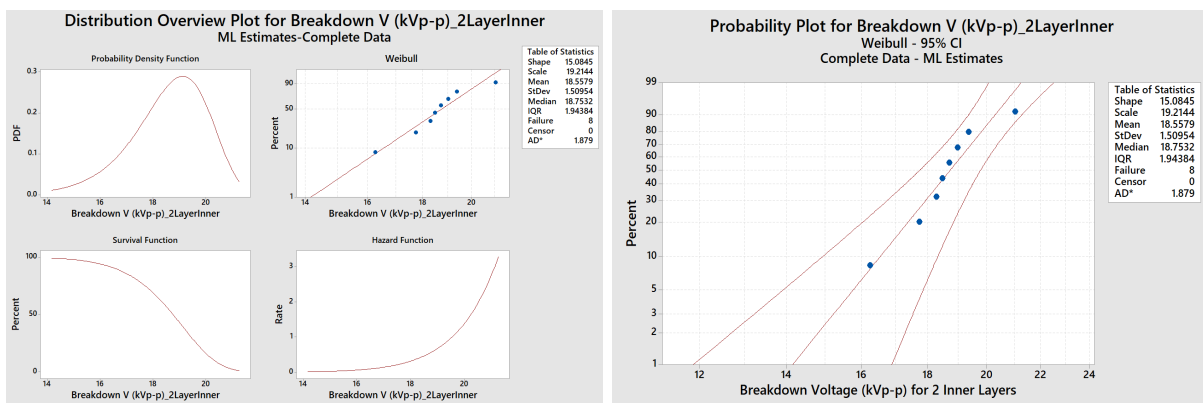 Distribution Overview Plot for Breakdown V (kVp-p)_2LayerInner
ML Estimates-Complete Data
Probability Density Function
0.3
0.2
0.1
0.0
PDF
14 16 18 20
Breakdown V (kVp-p)_2LayerInner
Weibull
90
50
10
1
Percent
14 16 18 20
Breakdown V (kVp-p)_2LayerInner
Table of Statistics
Shape 15.0845
Scale 19.2144
Mean 18.5579
StDev 1.50954
Median 18.7532
IQR 1.94384
Failure 8
Censor 0
AD* 1.879
Survival Function
100
50
0
Percent
14 16 18 20
Breakdown V (kVp-p)_2LayerInner
Hazard Function
3
2
1
0
Rate
14 16 18 20
Breakdown V (kVp-p)_2LayerInner
Probability Plot for Breakdown V (kVp-p)_2LayerInner
Weibull - 95% CI
Complete Data - ML Estimates
99
90
80
70
60
50
40
30
20
10
5
3
2
1
Percent
12 14 16 18 20 22 24
Breakdown Voltage (kVp-p) for 2 Inner Layers
Table of Statistics
Shape 15.0845
Scale 19.2144
Mean 18.5579
StDev 1.50954
Median 18.7532
IQR 1.94384
Failure 8
Censor 0
AD* 1.879